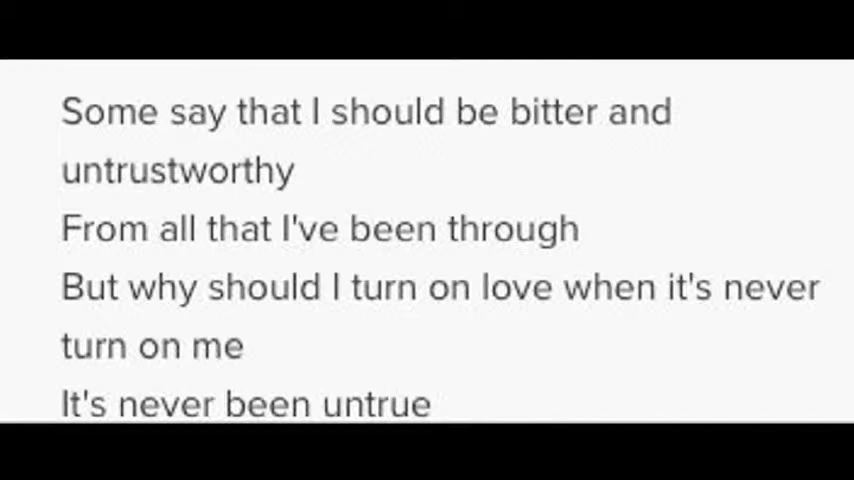 Some say that I should be bitter and
untrustworthy
From all that I've been through
But why should I turn on love when it's never
turn on me
It's never been untrue